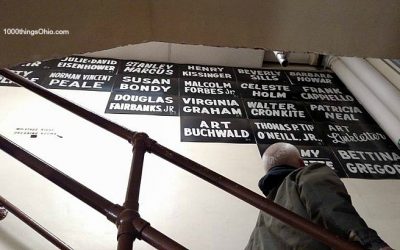 1000thingsOhio.com
JULIE-DAVID
EISENHOWER
NORMAN VINCENT
PEALE
STANLEY
MARCUS
SUSAN
BONDY
DOUGLAS
FAIRBANKS JR.
HENRY
KISSINGER
MALCOLM
FORBES JR.
VIRGINIA
GRAHAM
ART
BUCHWALD
BEVERLY
SILLS
CELESTE
HOLM
WALTER
CRONKITE
THOMAS P. TIP
O'NEILL, JR.
BARBARA
HOWAR
FRANK
PATRICIA
NEAL
ART
Linkletter
BETTINA
GREGORY